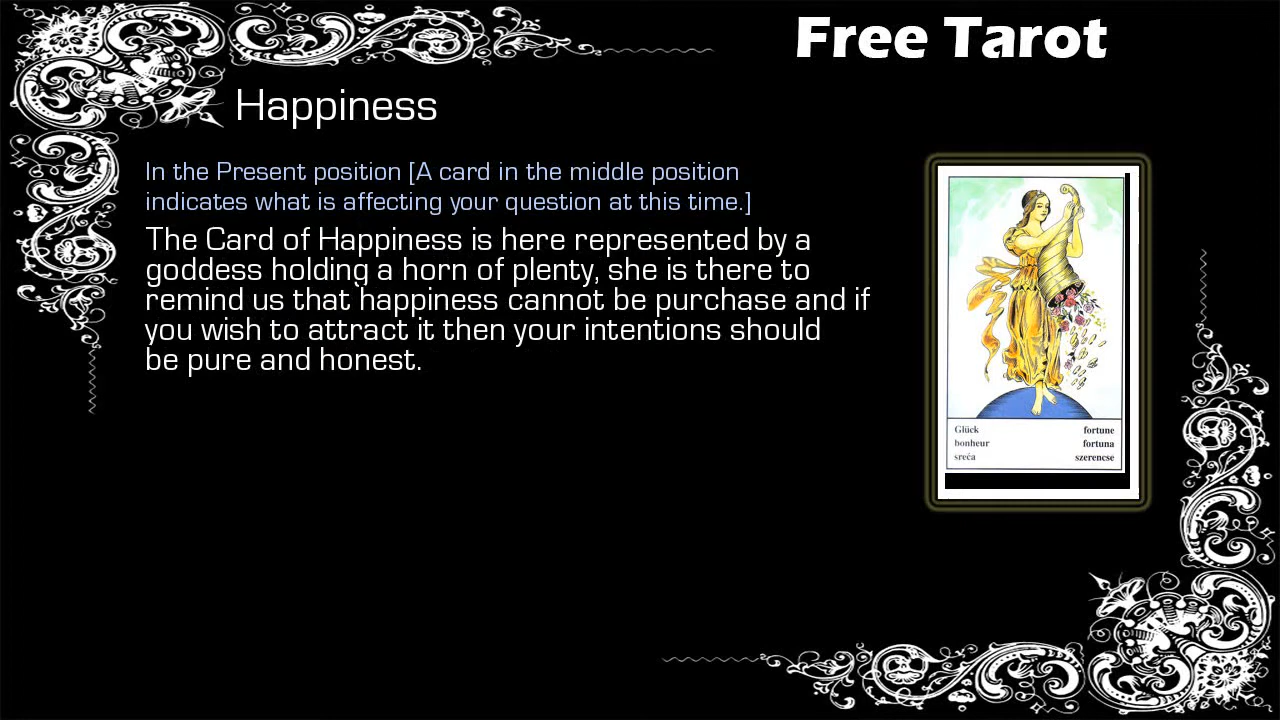 Free Tarot
Happiness
In the Present position [A card in the middle position
indicates what is affecting your question at this time.]
The Card of Happiness is here represented by a
goddess holding a horn of plenty, she is there to
remind us that happiness cannot be purchase and if
you wish to attract it then your intentions should
be pure and honest.
Glück fortune
bonheur fortuna
sreća szerencse